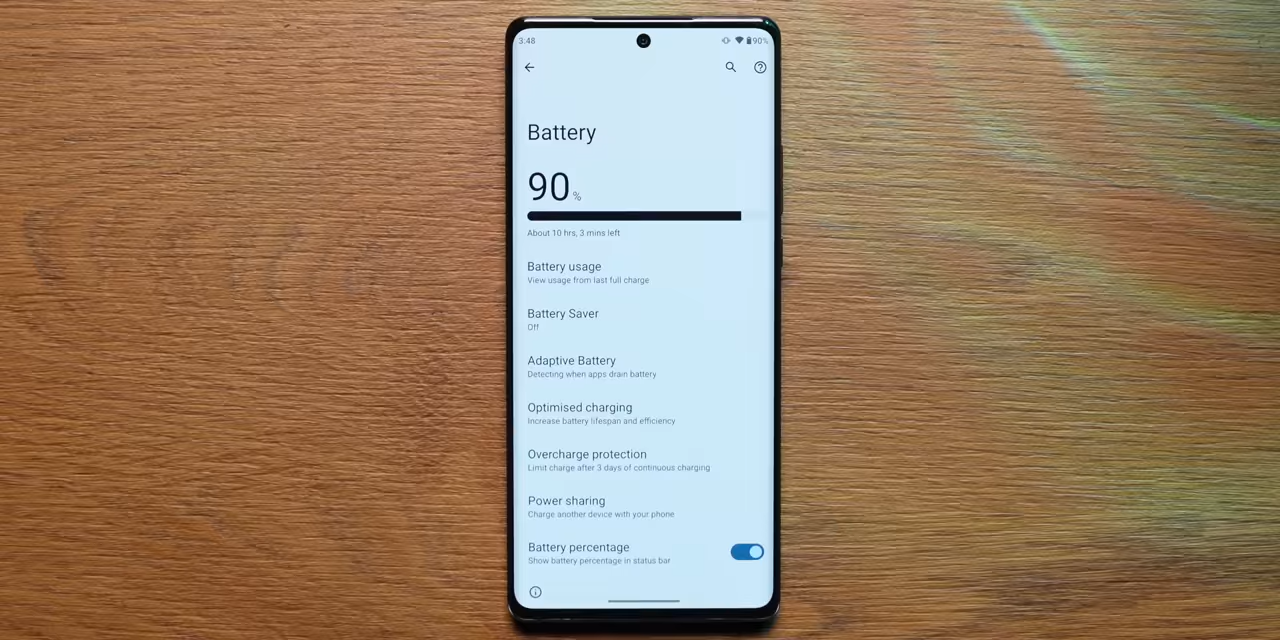 3:48
90%
Battery
90%
About 10 hrs, 3 mins left
Battery usage
View usage from last full charge
Battery Saver
Off
Adaptive Battery
Detecting when apps drain battery
Optimised charging
Increase battery lifespan and efficiency
Overcharge protection
Limit charge after 3 days of continuous charging
Power sharing
Charge another device with your phone
Battery percentage
Show battery percentage in status bar